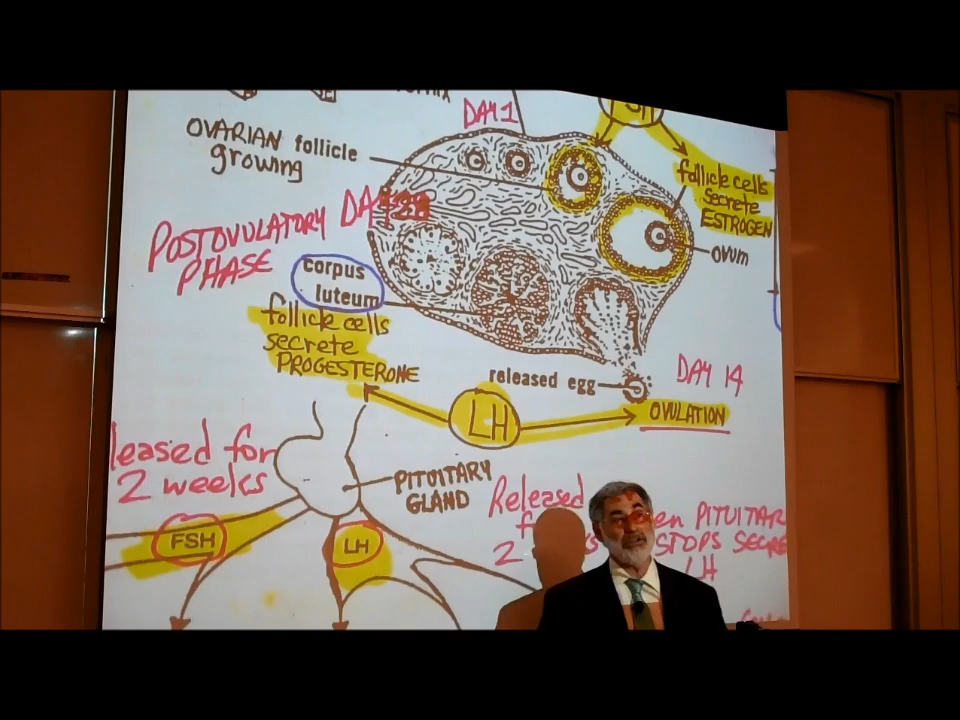 DAY 1
OVARIAN follicle
growing
follicle cells
secrete
ESTROGEN
ovum
POSTOVULATORY
PHASE
corpus
luteum
follicle cells
secrete
PROGESTERONE
released egg
DAY 14
LH
OVULATION
leased for
2 weeks
PITUITARY
GLAND
Released
PITUITAR
2
STOPS SECRE
LH
FSH
LH